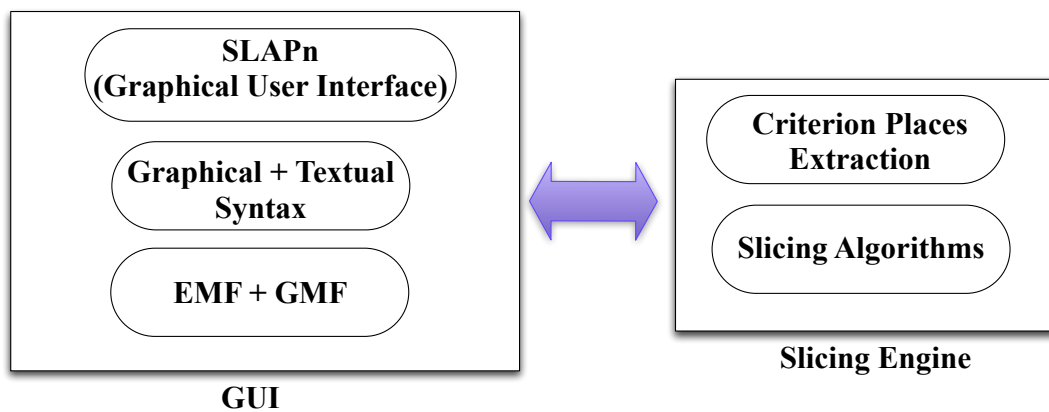 SLAPn
(Graphical User Interface)
Graphical + Textual
Syntax
EMF + GMF
GUI
Criterion Places
Extraction
Slicing Algorithms
Slicing Engine